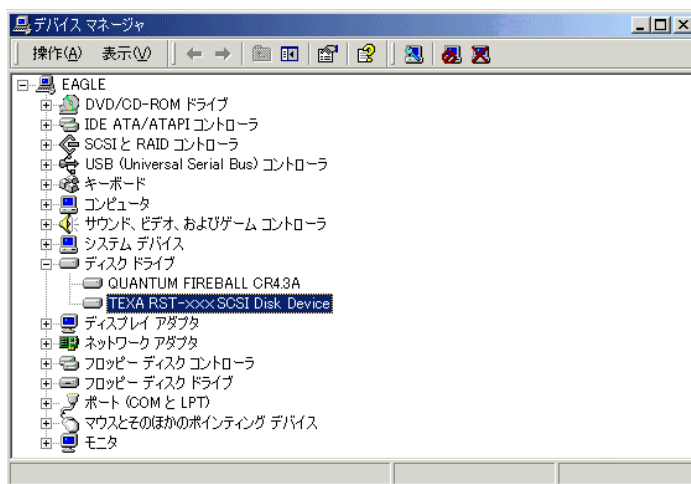 デバイス マネージャ
操作(A) 表示(V)
EAGLE
DVD/CD-ROM ドライブ
IDE ATA/ATAPI コントローラ
SCSI と RAID コントローラ
USB (Universal Serial Bus) コントローラ
キーボード
コンピュータ
サウンド、ビデオ、およびゲーム コントローラ
システム デバイス
ディスク ドライブ
QUANTUM FIREBALL CR4.3A
TEXA RST-xxx SCSI Disk Device
ディスプレイ アダプタ
ネットワーク アダプタ
フロッピー ディスク コントローラ
フロッピー ディスク ドライブ
ポート (COM と LPT)
マウスとそのほかのポインティング デバイス
モニタ